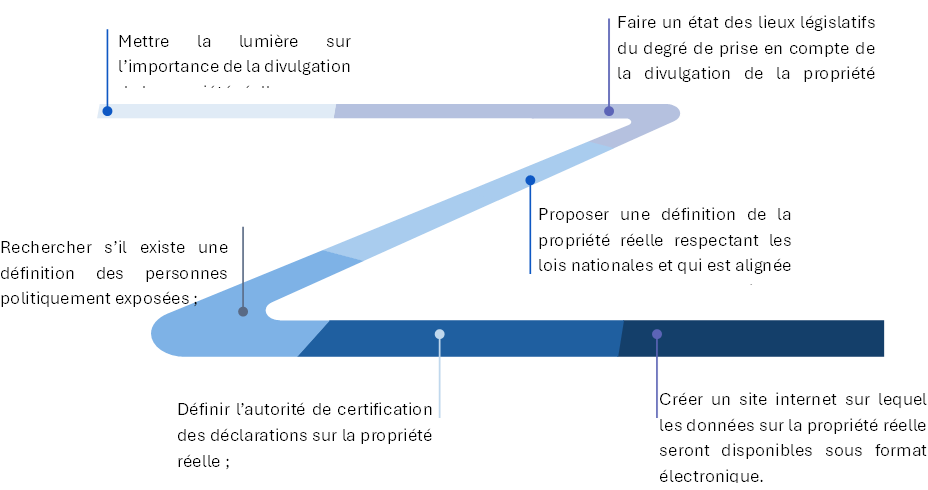 Mettre la lumière sur
l’importance de la divulgation
Faire un état des lieux législatifs
du degré de prise en compte de
la divulgation de la propriété
Proposer une définition de la
propriété réelle respectant les
lois nationales et qui est alignée
Rechercher s’il existe une
définition des personnes
politiquement exposées ;
Définir l’autorité de certification
des déclarations sur la propriété
réelle ;
Créer un site internet sur lequel
les données sur la propriété réelle
seront disponibles sous format
électronique.